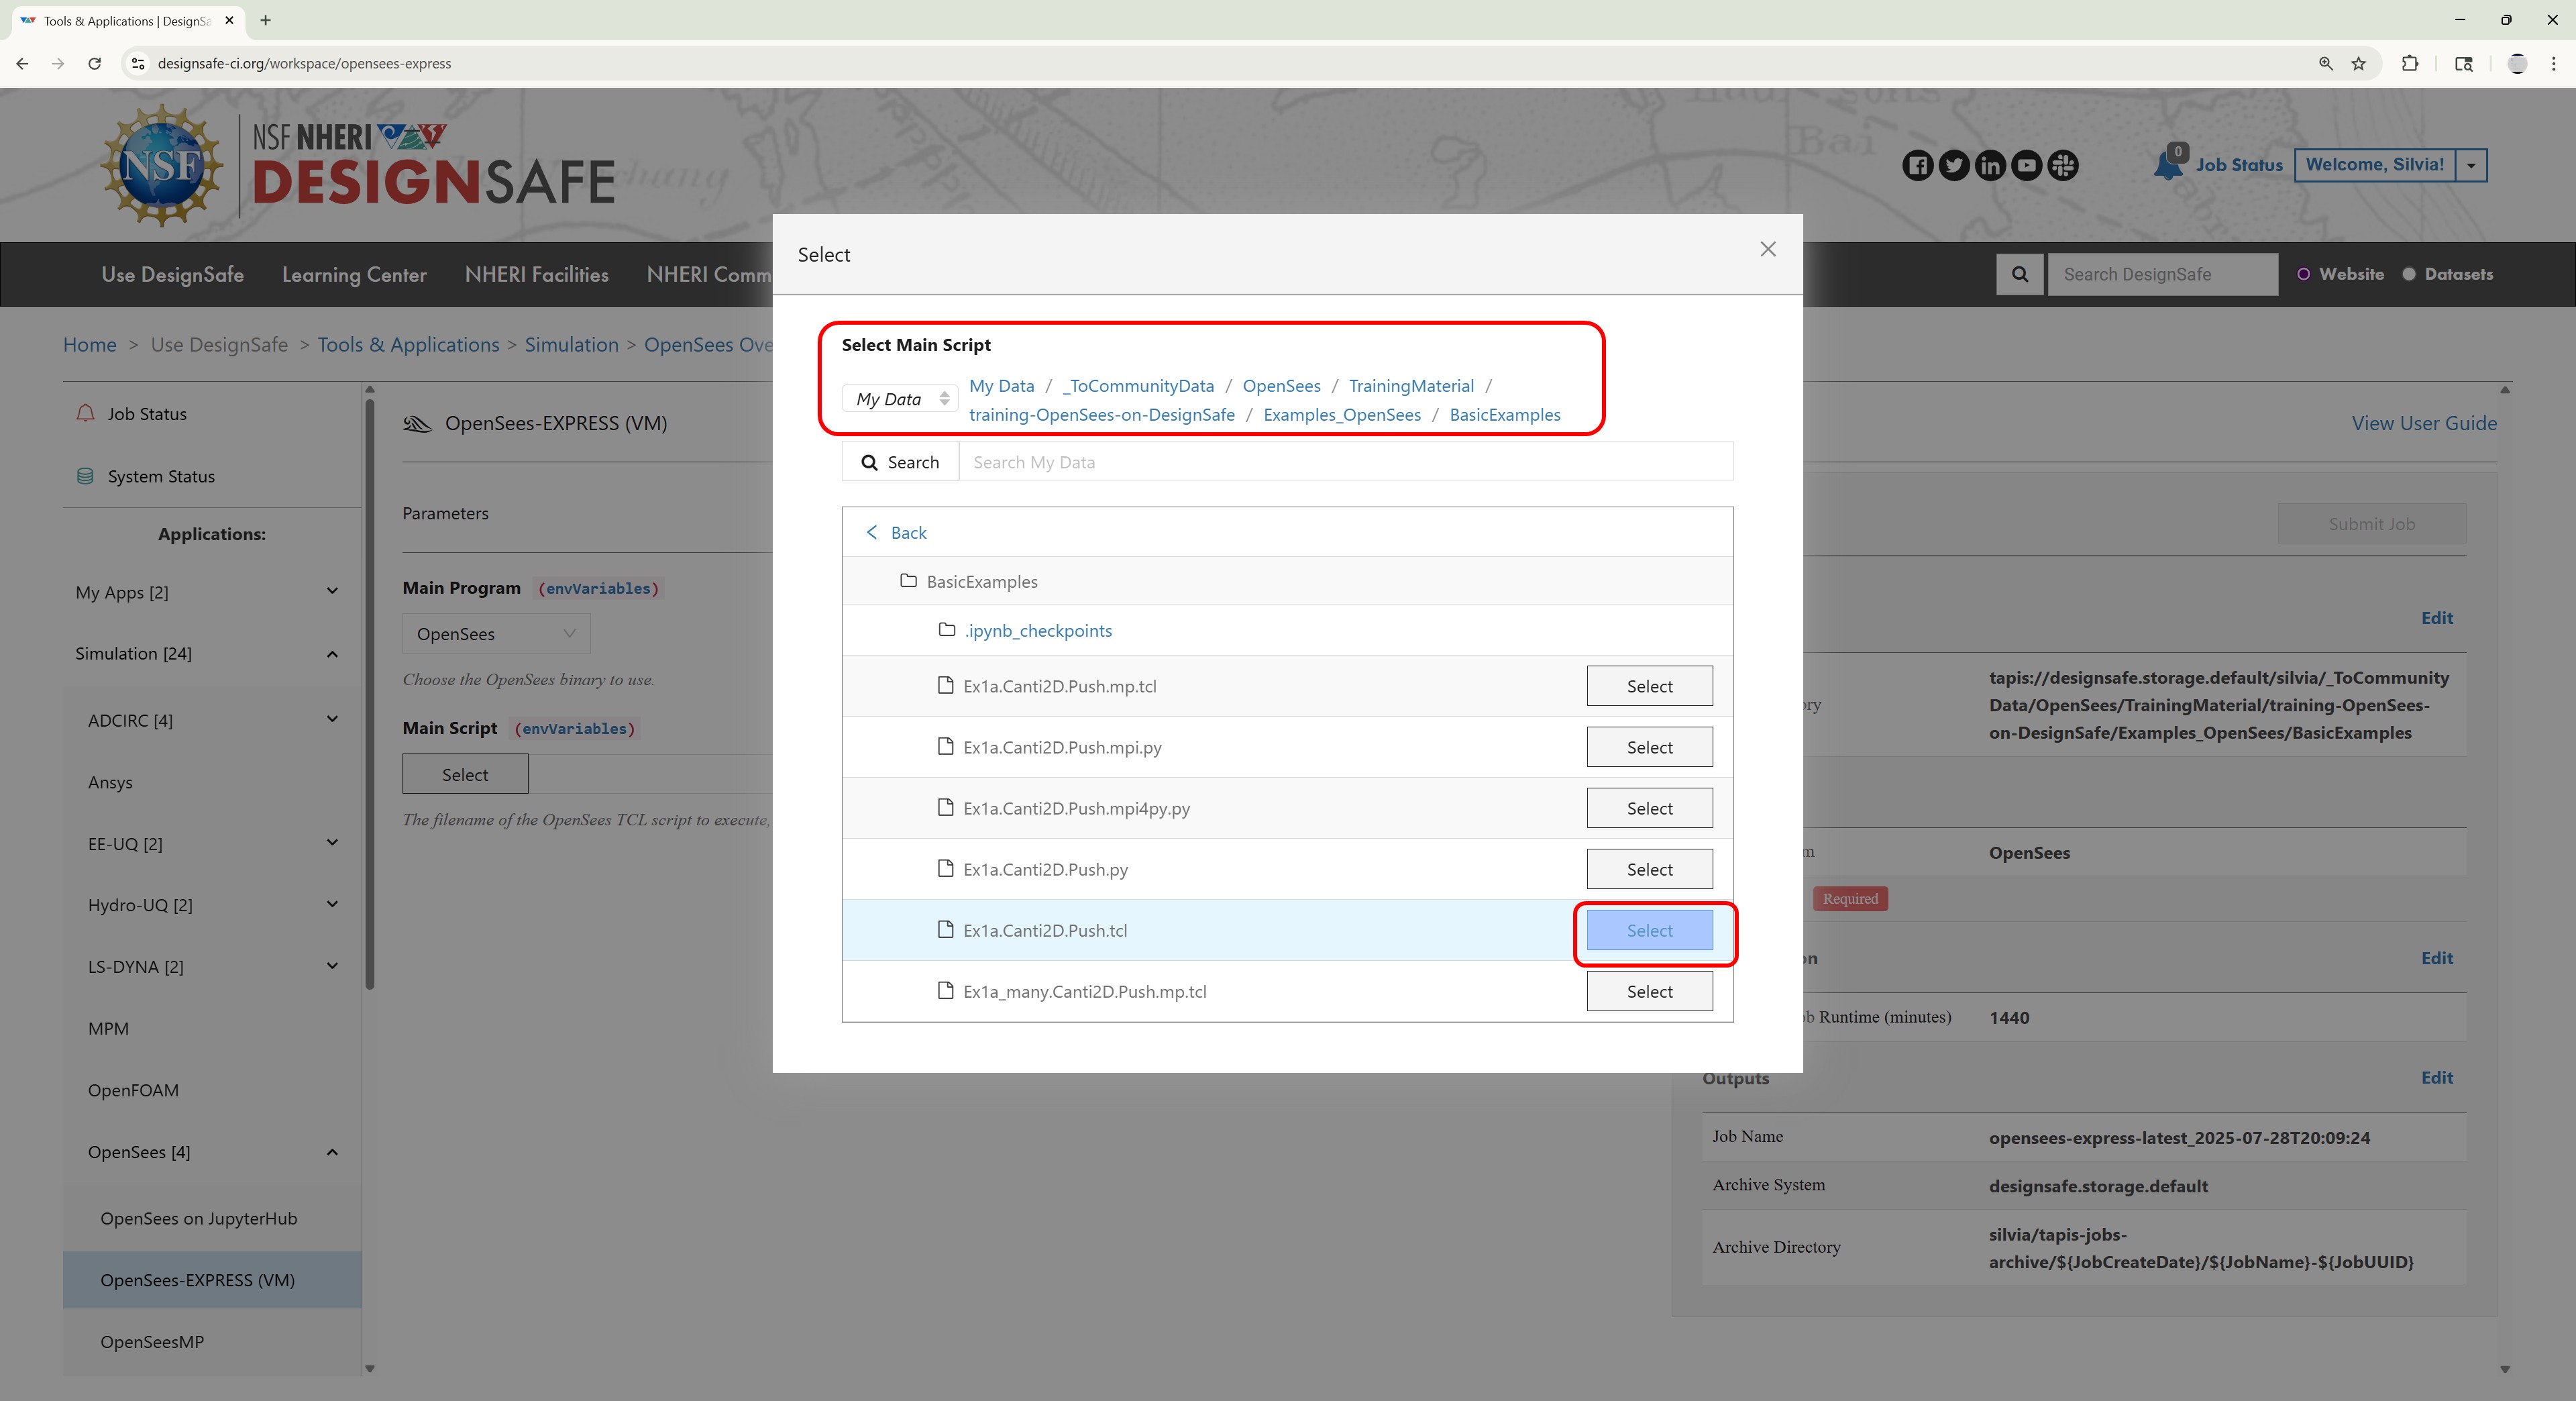 Tools & Applications | DesignSa
designsafe-ci.org/workspace/opensees-express
NSF
NSF NHERI
DESIGNSAFE
0
Job Status
Welcome, Silvia!
Use DesignSafe
Learning Center
NHERI Facilities
NHERI Comm
Search DesignSafe
Website
Datasets
Home > Use DesignSafe > Tools & Applications > Simulation > OpenSees Ove
Job Status
System Status
Applications:
My Apps [2]
Simulation [24]
ADCIRC [4]
Ansys
EE-UQ [2]
Hydro-UQ [2]
LS-DYNA [2]
MPM
OpenFOAM
OpenSees [4]
OpenSees on JupyterHub
OpenSees-EXPRESS (VM)
OpenSeesMP
OpenSees-EXPRESS (VM)
Parameters
Main Program (envVariables)
OpenSees
Choose the OpenSees binary to use.
Main Script (envVariables)
Select
The filename of the OpenSees TCL script to execute,
Select
Select Main Script
My Data
My Data / _ToCommunityData / OpenSees / TrainingMaterial /
training-OpenSees-on-DesignSafe / Examples_OpenSees / BasicExamples
Search
Search My Data
Back
BasicExamples
.ipynb_checkpoints
Ex1a.Canti2D.Push.mp.tcl Select
Ex1a.Canti2D.Push.mpi.py Select
Ex1a.Canti2D.Push.mpi4py.py Select
Ex1a.Canti2D.Push.py Select
Ex1a.Canti2D.Push.tcl Select
Ex1a_many.Canti2D.Push.mp.tcl Select
View User Guide
Submit Job
Edit
ry
tapis://designsafe.storage.default/silvia/_ToCommunity
Data/OpenSees/TrainingMaterial/training-OpenSees-
on-DesignSafe/Examples_OpenSees/BasicExamples
m OpenSees
Required
on Edit
b Runtime (minutes) 1440
Outputs Edit
Job Name opensees-express-latest_2025-07-28T20:09:24
Archive System designsafe.storage.default
Archive Directory
silvia/tapis-jobs-
archive/${JobCreateDate}/${JobName}-${JobUUID}